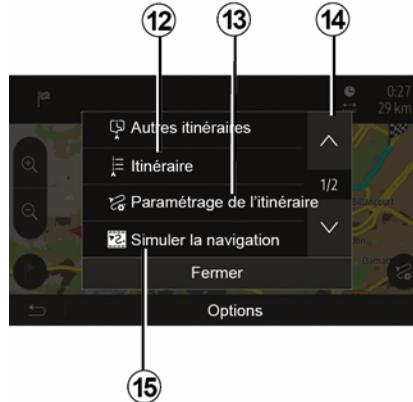 12 13 14
0:27
29 km
Autres itinéraires
Itinéraire
1/2
Paramétrage de l'itinéraire
Billancourt
Simuler la navigation
Fermer
Options
15